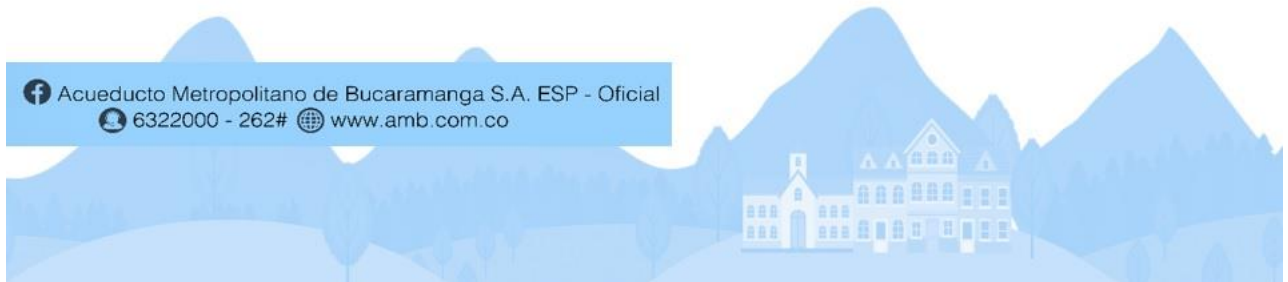 Acueducto Metropolitano de Bucaramanga S.A. ESP - Oficial
6322000 - 262# www.amb.com.co